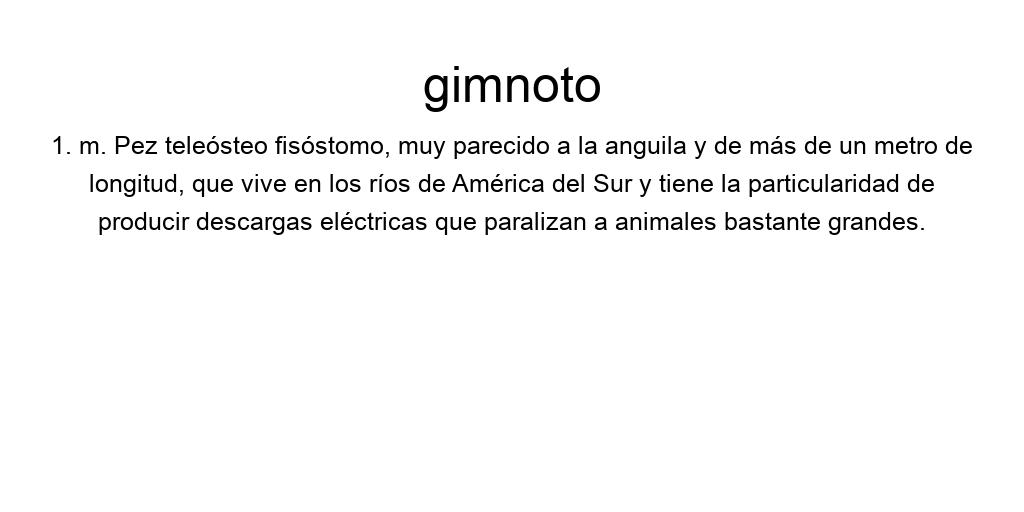 gimnoto
1. m. Pez teleósteo fisóstomo, muy parecido a la anguila y de más de un metro de
longitud, que vive en los ríos de América del Sur y tiene la particularidad de
producir descargas eléctricas que paralizan a animales bastante grandes.